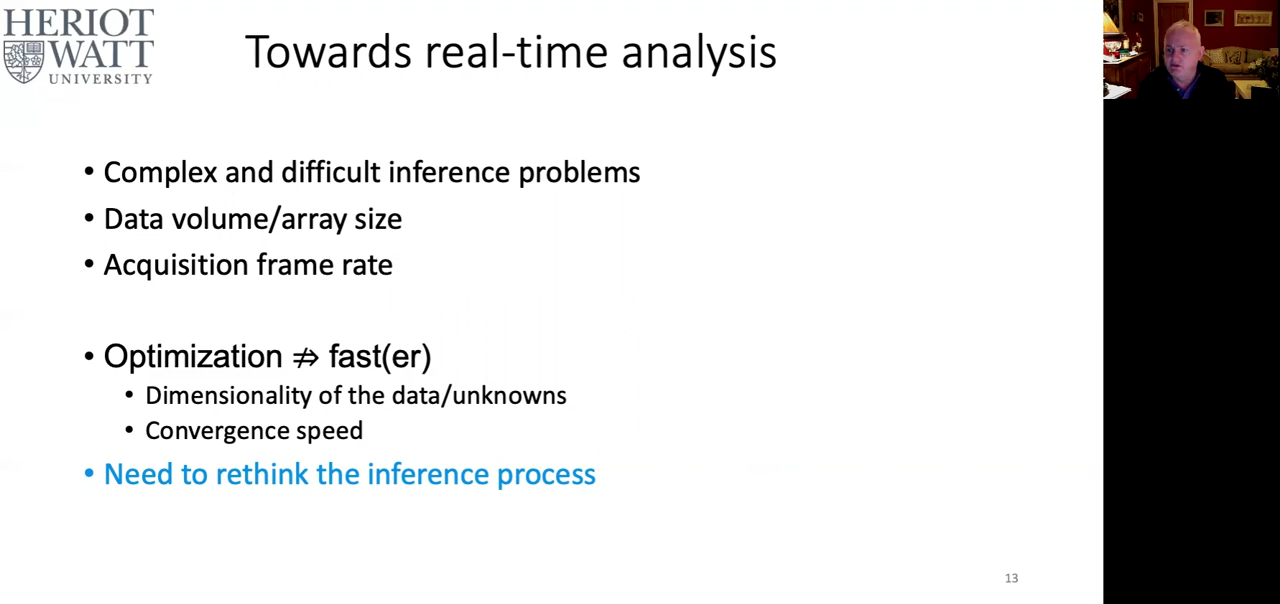 HERIOT
WATT
UNIVERSITY
Towards real-time analysis
• Complex and difficult inference problems
• Data volume/array size
• Acquisition frame rate
• Optimization ⇏ fast(er)
• Dimensionality of the data/unknowns
• Convergence speed
• Need to rethink the inference process
13